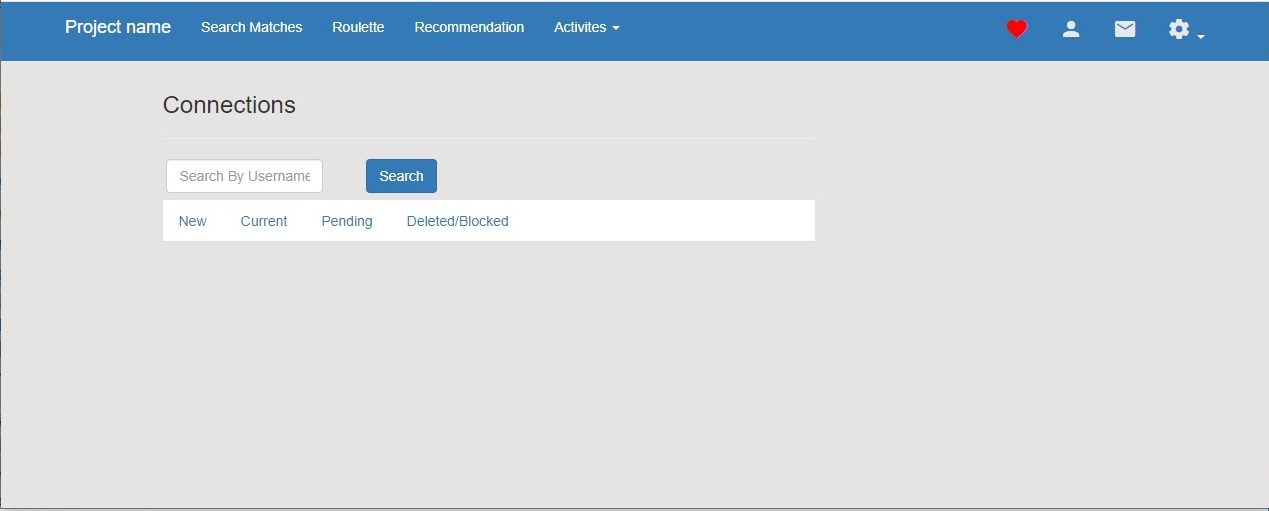 Project name Search Matches Roulette Recommendation Activites
Connections
Search By Username Search
New Current Pending Deleted/Blocked